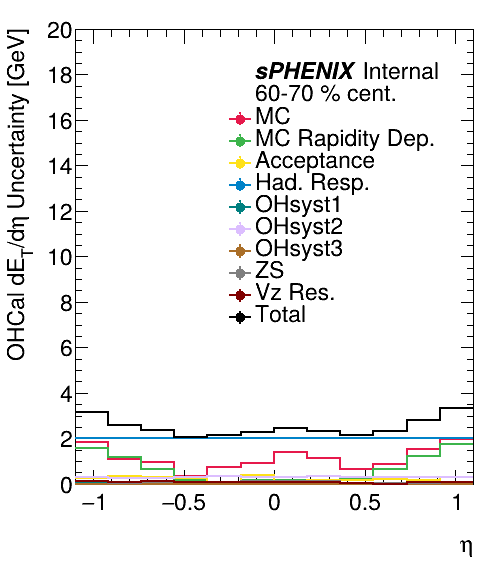 OHCal dE_T/dη Uncertainty [GeV]
20
18
16
14
12
10
8
6
4
2
0
sPHENIX Internal
60-70 % cent.
MC
MC Rapidity Dep.
Acceptance
Had. Resp.
OHsyst1
OHsyst2
OHsyst3
ZS
Vz Res.
Total
−1 −0.5 0 0.5 1
η